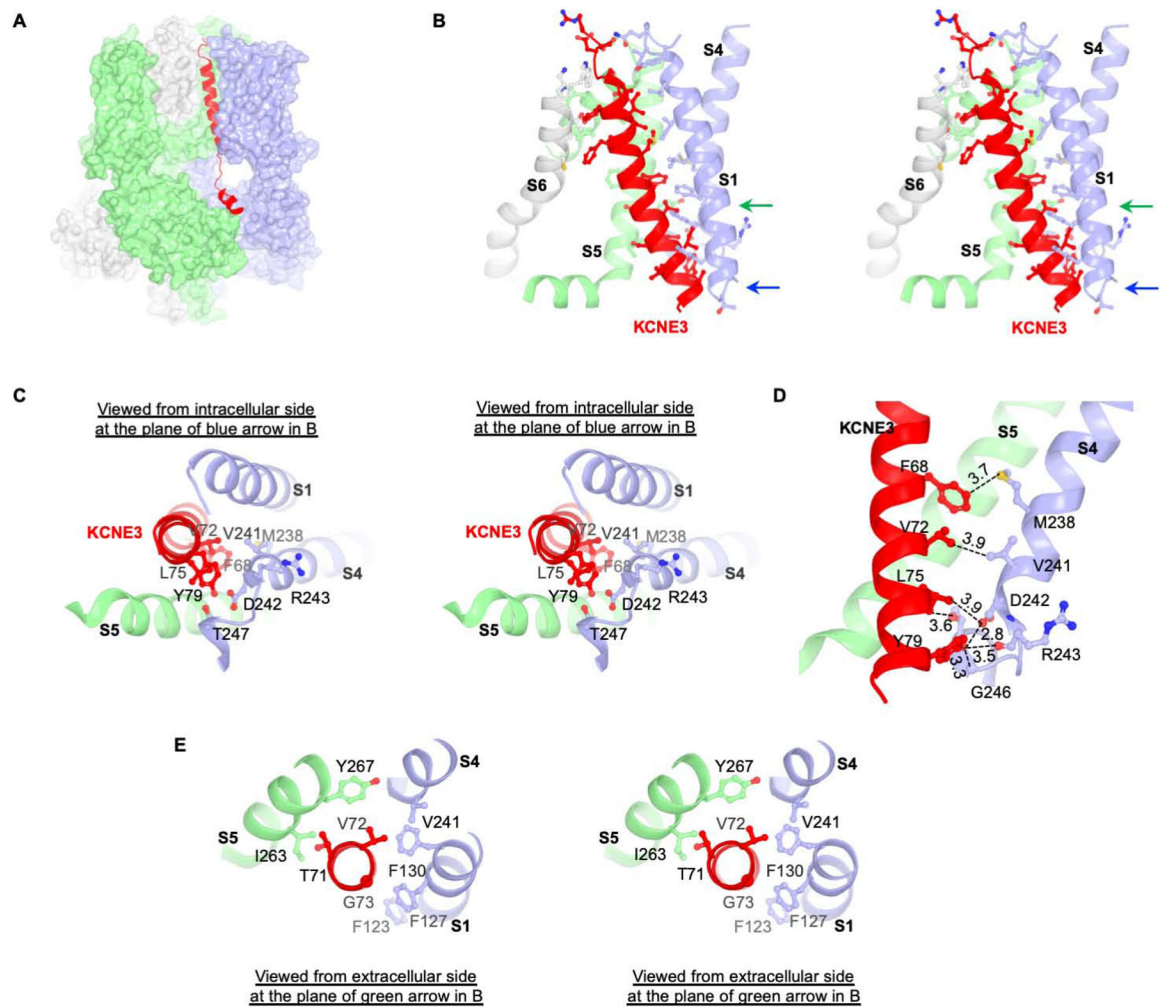 A
B
S4
S4
S6
S1
S6
S1
S5
S5
KCNE3
KCNE3
C
Viewed from intracellular side
at the plane of blue arrow in B
Viewed from intracellular side
at the plane of blue arrow in B
S1
KCNE3
V72
V241
M238
L75
F68
S4
Y79
D242
R243
S5
T247
S1
KCNE3
V72
V241
M238
L75
F68
S4
Y79
D242
R243
S5
T247
D
KCNE3
S5
S4
F68
3.7
M238
V72
3.9
V241
L75
3.9
D242
3.6
2.8
Y79
3.5
R243
3.3
G246
E
Y267
S4
V72
V241
S5
I263
T71
F130
G73
F123
F127
S1
Y267
S4
V72
V241
S5
I263
T71
F130
G73
F123
F127
S1
Viewed from extracellular side
at the plane of green arrow in B
Viewed from extracellular side
at the plane of green arrow in B